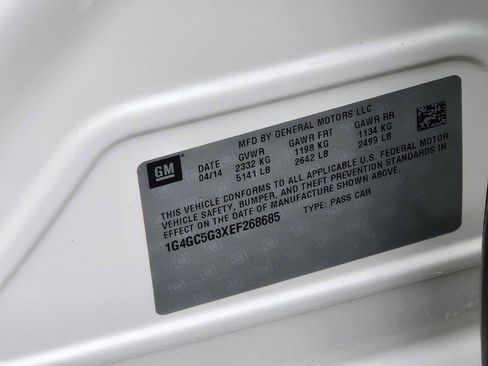 MFD BY GENERAL MOTORS LLC
GM
DATE GVWR GAWR FRT GAWR RR
04/14 2332 KG 1198 KG 1134 KG
5141 LB 2642 LB 2499 LB
THIS VEHICLE CONFORMS TO ALL APPLICABLE U.S. FEDERAL MOTOR
VEHICLE SAFETY, BUMPER, AND THEFT PREVENTION STANDARDS IN
EFFECT ON THE DATE OF MANUFACTURE SHOWN ABOVE.
1G4GC5G3XEF268685 TYPE: PASS CAR